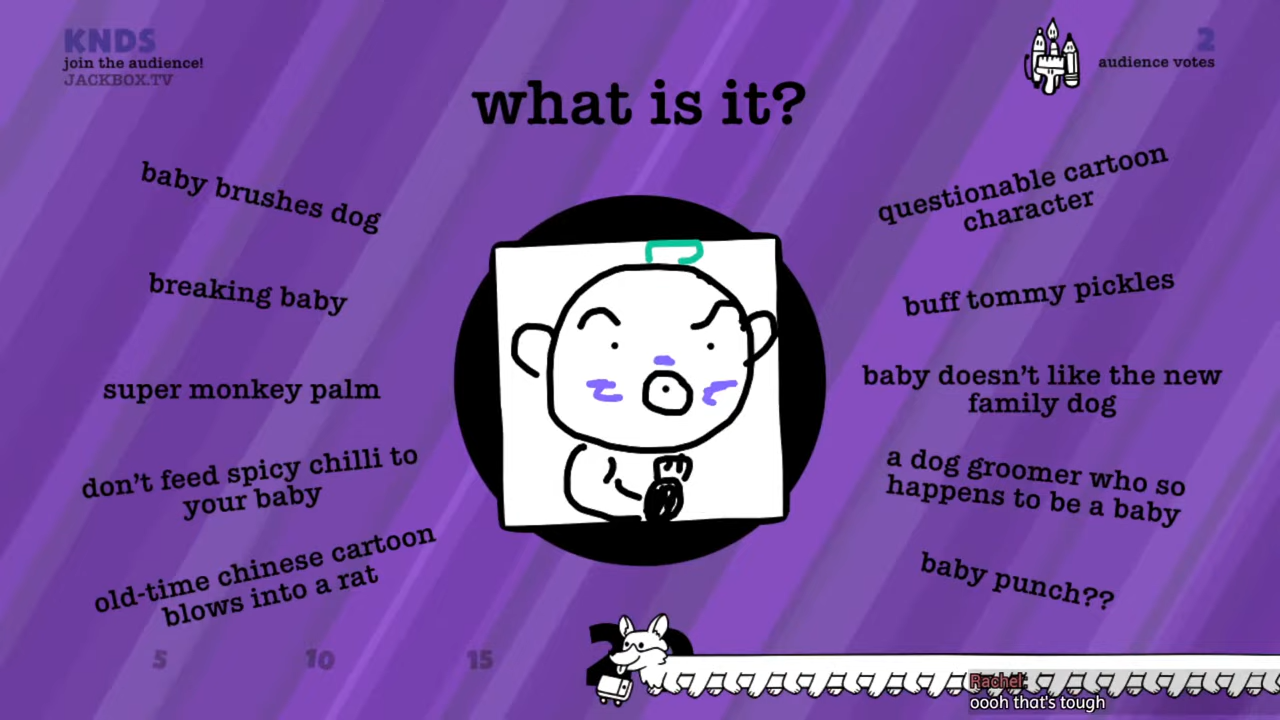 KNDS
join the audience!
JACKBOX.TV
2
audience votes
what is it?
baby brushes dog
breaking baby
super monkey palm
don't feed spicy chilli to
your baby
old-time chinese cartoon
blows into a rat
questionable cartoon
character
buff tommy pickles
baby doesn't like the new
family dog
a dog groomer who so
happens to be a baby
baby punch??
5
10
15
Rachel:
oooh that's tough